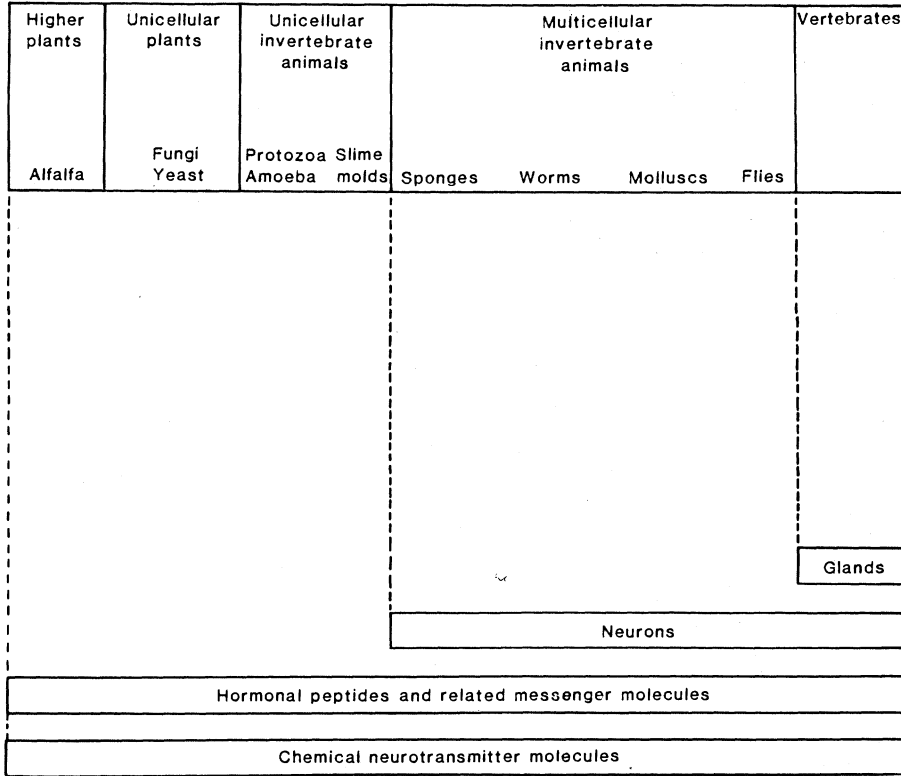 Higher plants
Alfalfa
Unicellular plants
Fungi
Yeast
Unicellular invertebrate animals
Protozoa Slime
Amoeba molds
Multicellular invertebrate animals
Sponges Worms Molluscs Flies
Vertebrates
Glands
Neurons
Hormonal peptides and related messenger molecules
Chemical neurotransmitter molecules